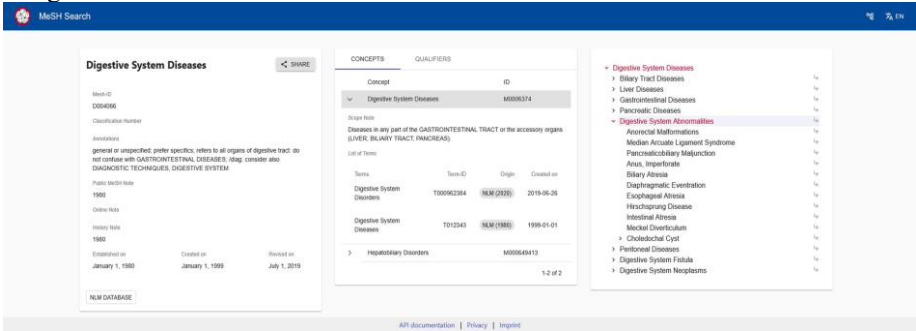 MeSH Search
EN
Digestive System Diseases
SHARE
Mesh-ID
D004066
Classification Number
Annotations
general or unspecified; prefer specifics; refers to all organs of digestive tract: do
not confuse with GASTROINTESTINAL DISEASES; /diag: consider also
DIAGNOSTIC TECHNIQUES, DIGESTIVE SYSTEM
Public MeSH Note
1980
Online Note
History Note
1980
Established on Created on Revised on
January 1, 1980 January 1, 1999 July 1, 2019
NLM DATABASE
CONCEPTS QUALIFIERS
Concept ID
Digestive System Diseases M0006374
Scope Note
Diseases in any part of the GASTROINTESTINAL TRACT or the accessory organs
(LIVER; BILIARY TRACT; PANCREAS).
List of Terms
Terms Term-ID Origin Created on
Digestive System
Disorders T000962384 NLM (2020) 2019-06-26
Digestive System
Diseases T012343 NLM (1980) 1999-01-01
Hepatobiliary Disorders M000649413
1-2 of 2
Digestive System Diseases
Biliary Tract Diseases
Liver Diseases
Gastrointestinal Diseases
Pancreatic Diseases
Digestive System Abnormalities
Anorectal Malformations
Median Arcuate Ligament Syndrome
Pancreaticobiliary Maljunction
Anus, Imperforate
Biliary Atresia
Diaphragmatic Eventration
Esophageal Atresia
Hirschsprung Disease
Intestinal Atresia
Meckel Diverticulum
Choledochal Cyst
Peritoneal Diseases
Digestive System Fistula
Digestive System Neoplasms
API documentation | Privacy | Imprint